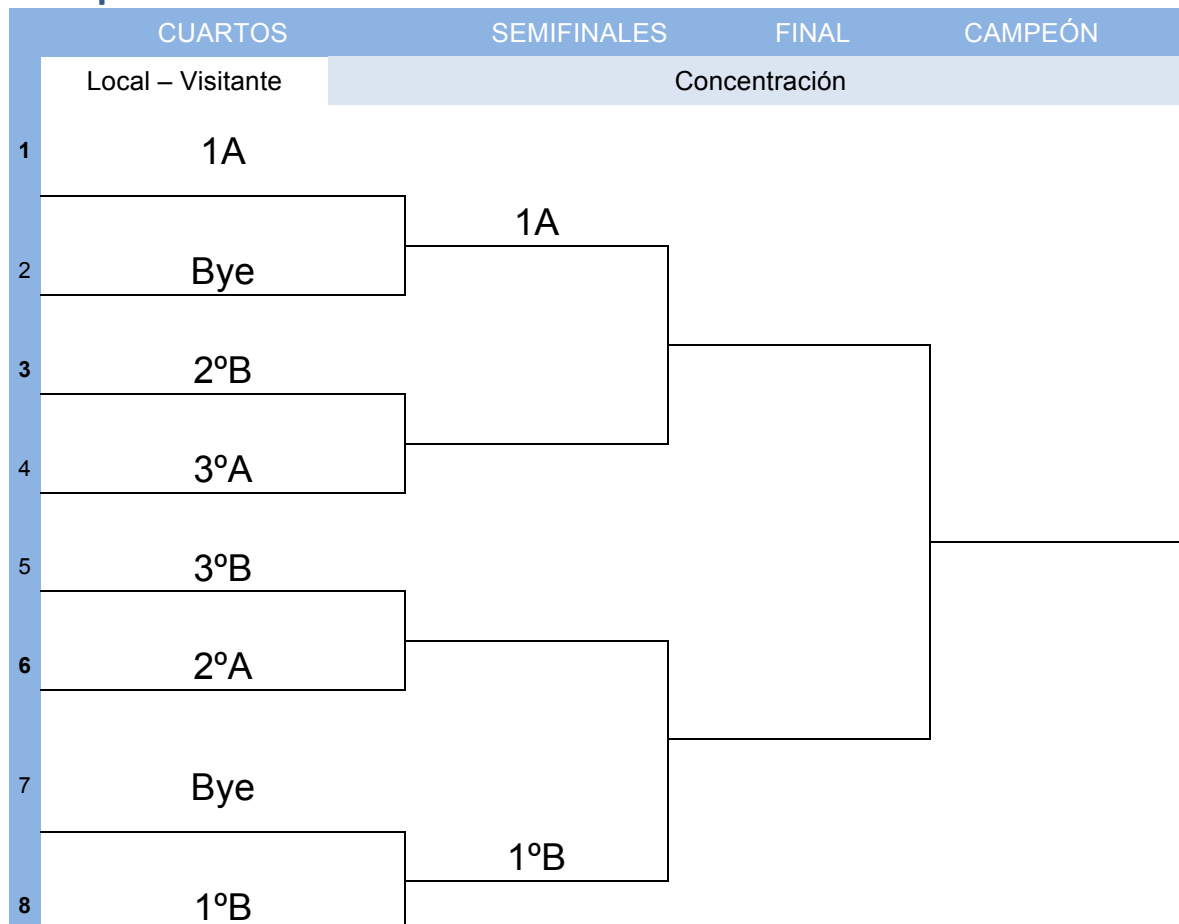 CUARTOS SEMIFINALES FINAL CAMPEÓN
Local – Visitante Concentración
1 1A
1A
2 Bye
3 2ºB
4 3ºA
5 3ºB
6 2ºA
7 Bye
1ºB
8 1ºB